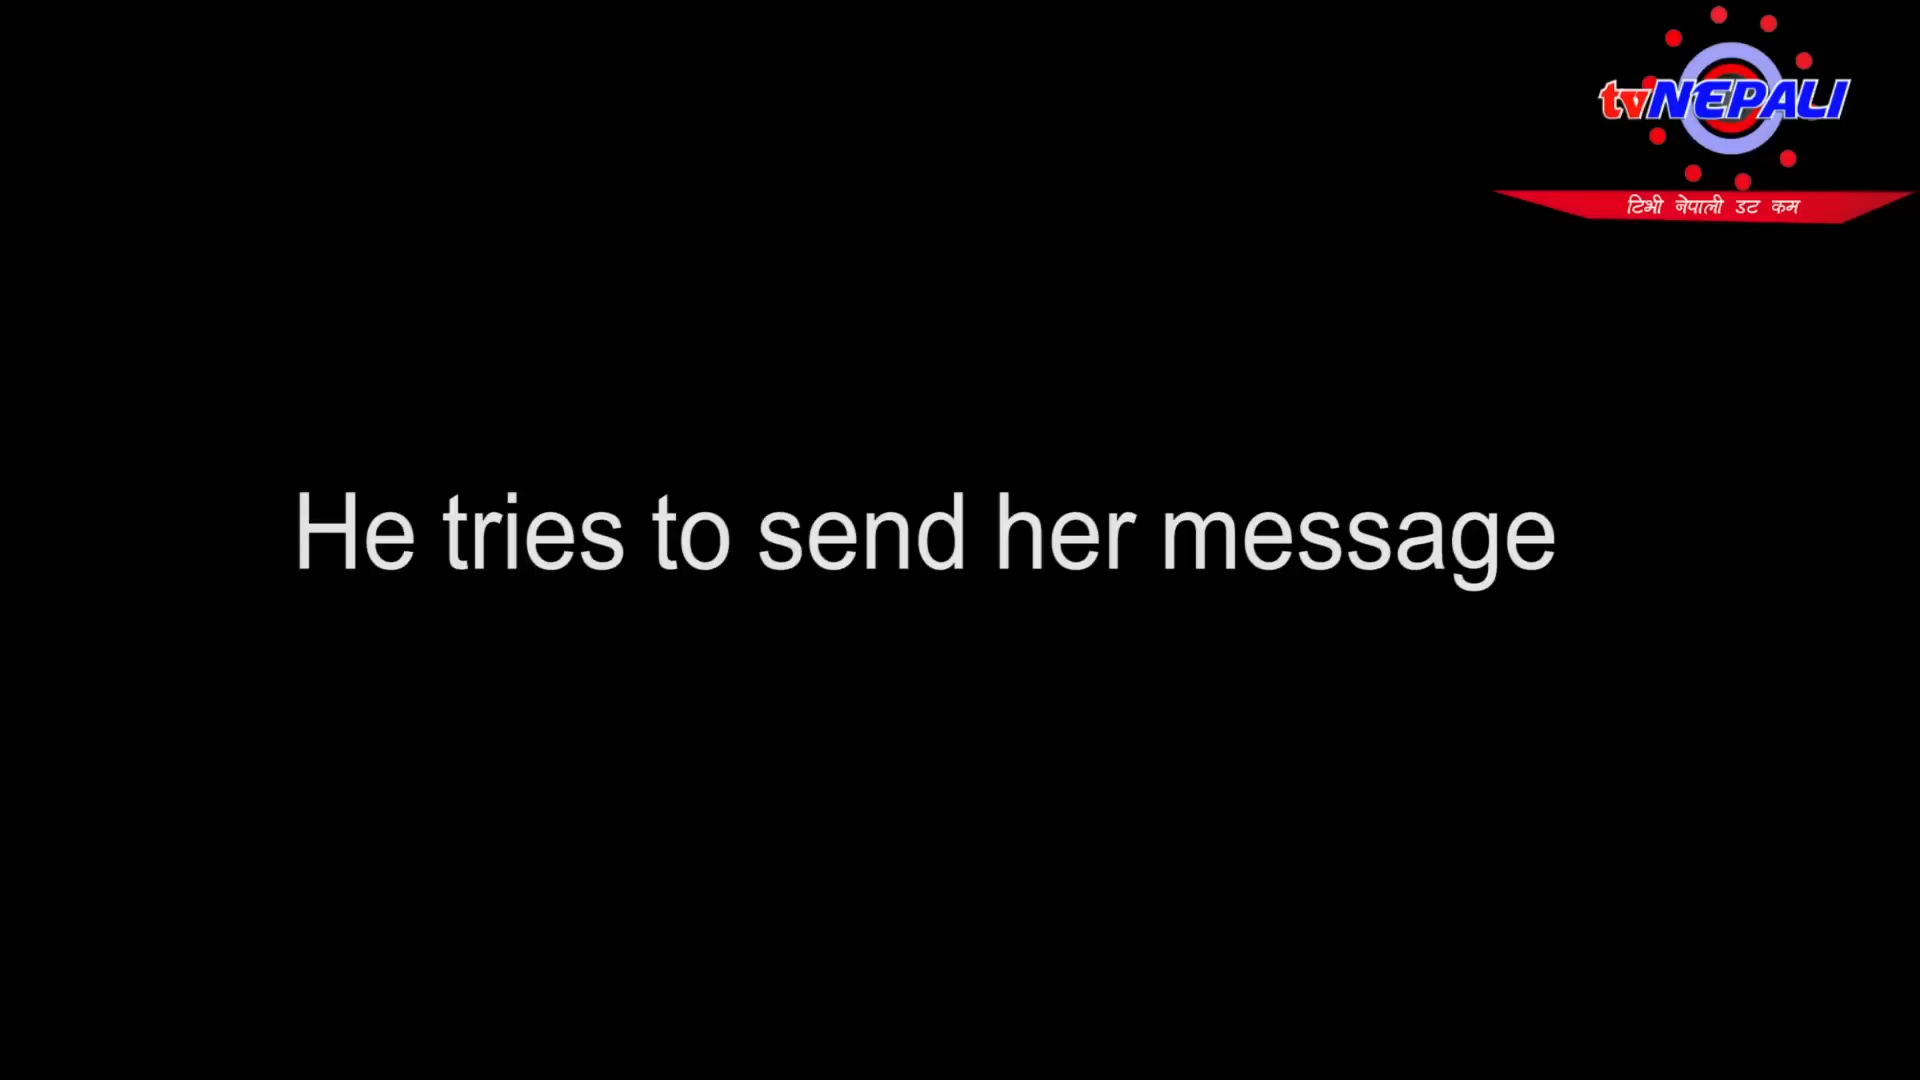 tvNEPALI
टिभी नेपाली डट कम
He tries to send her message